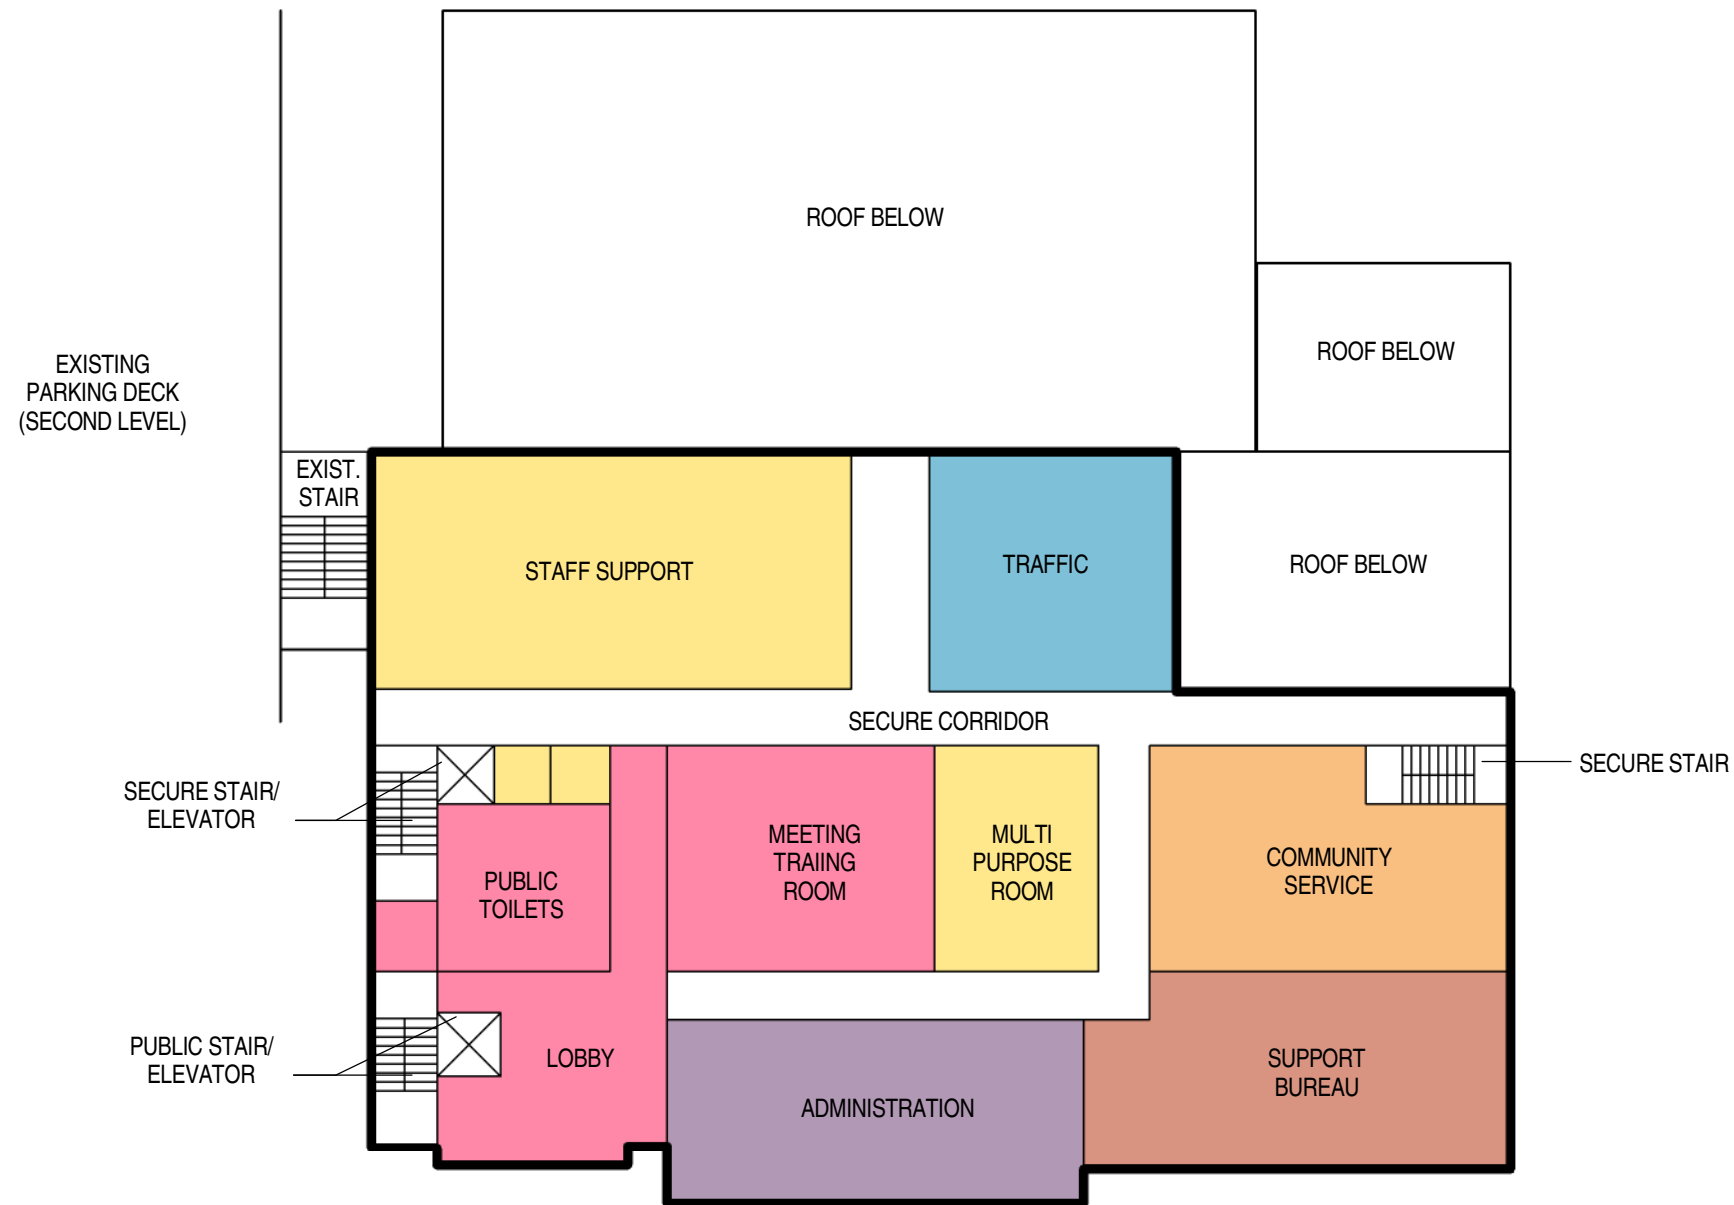 ROOF BELOW
ROOF BELOW
EXISTING
PARKING DECK
(SECOND LEVEL)
EXIST.
STAIR
STAFF SUPPORT
TRAFFIC
ROOF BELOW
SECURE CORRIDOR
SECURE STAIR/
ELEVATOR
SECURE STAIR
MEETING
TRAIING
ROOM
MULTI
PURPOSE
ROOM
COMMUNITY
SERVICE
PUBLIC
TOILETS
PUBLIC STAIR/
ELEVATOR
LOBBY
SUPPORT
BUREAU
ADMINISTRATION